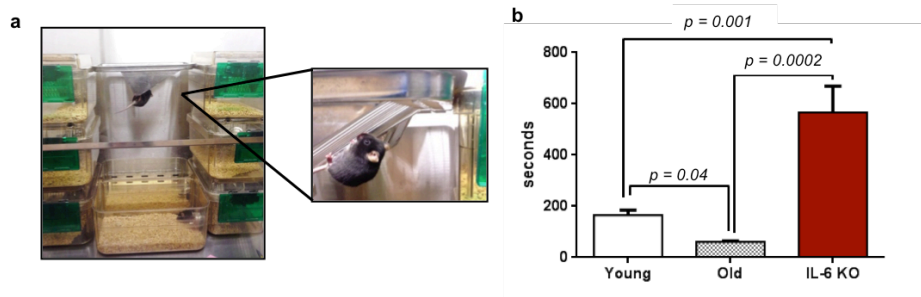 a
b
p = 0.001
800
p = 0.0002
600
seconds
400
p = 0.04
200
0
Young
Old
IL-6 KO